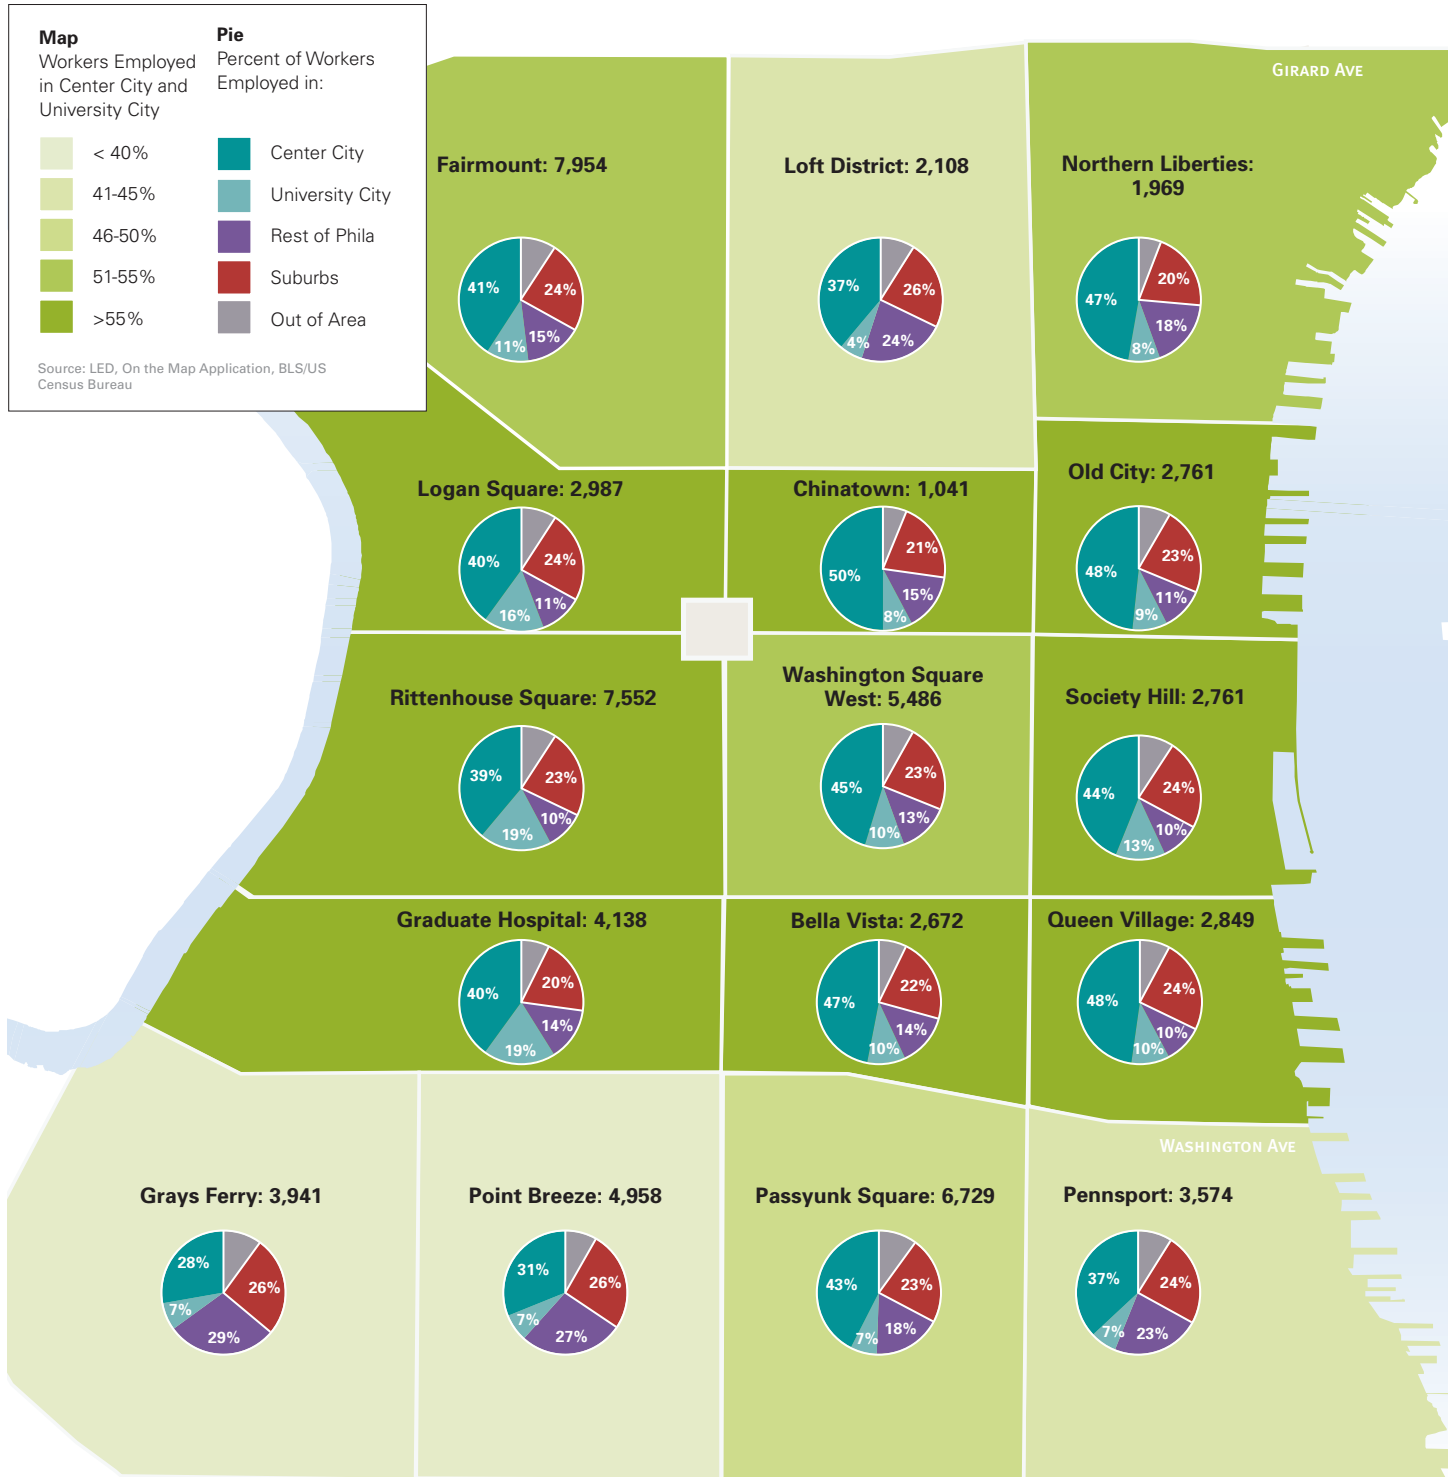 Map
Workers Employed
in Center City and
University City
< 40%
41-45%
46-50%
51-55%
>55%
Pie
Percent of Workers
Employed in:
Center City
University City
Rest of Phila
Suburbs
Out of Area
Source: LED, On the Map Application, BLS/US
Census Bureau
GIRARD AVE
Fairmount: 7,954
41%
24%
15%
11%
Loft District: 2,108
37%
26%
24%
4%
Northern Liberties:
1,969
47%
20%
18%
8%
Logan Square: 2,987
40%
24%
11%
16%
Chinatown: 1,041
50%
21%
15%
8%
Old City: 2,761
48%
23%
11%
9%
Rittenhouse Square: 7,552
39%
23%
10%
19%
Washington Square
West: 5,486
45%
23%
13%
10%
Society Hill: 2,761
44%
24%
10%
13%
Graduate Hospital: 4,138
40%
20%
14%
19%
Bella Vista: 2,672
47%
22%
14%
10%
Queen Village: 2,849
48%
24%
10%
10%
WASHINGTON AVE
Grays Ferry: 3,941
28%
26%
7%
29%
Point Breeze: 4,958
31%
26%
7%
27%
Passyunk Square: 6,729
43%
23%
18%
7%
Pennsport: 3,574
37%
24%
7%
23%